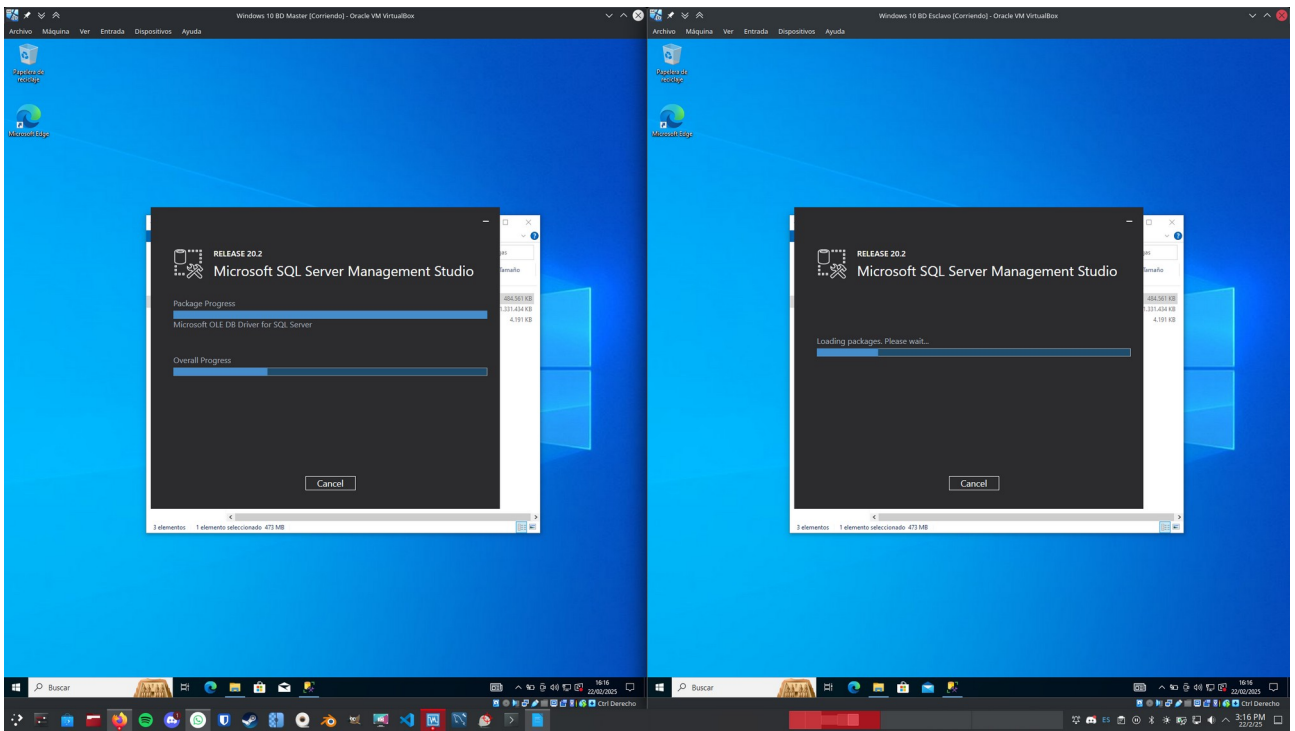 Windows 10 BD Master [Corriendo] - Oracle VM VirtualBox
Archivo Máquina Ver Entrada Dispositivos Ayuda
Papelera de
reciclaje
Microsoft Edge
RELEASE 20.2
Microsoft SQL Server Management Studio
Package Progress
Microsoft OLE DB Driver for SQL Server
Overall Progress
Cancel
Tamaño
484.561 KB
1.331.434 KB
4.191 KB
3 elementos 1 elemento seleccionado 473 MB
Buscar
16:16
22/02/2025
Ctrl Derecho
Windows 10 BD Esclavo [Corriendo] - Oracle VM VirtualBox
Archivo Máquina Ver Entrada Dispositivos Ayuda
Papelera de
reciclaje
Microsoft Edge
RELEASE 20.2
Microsoft SQL Server Management Studio
Loading packages. Please wait...
Cancel
Tamaño
484.561 KB
1.331.434 KB
4.191 KB
3 elementos 1 elemento seleccionado 473 MB
Buscar
16:16
22/02/2025
Ctrl Derecho
ES
3:16 PM
22/2/25